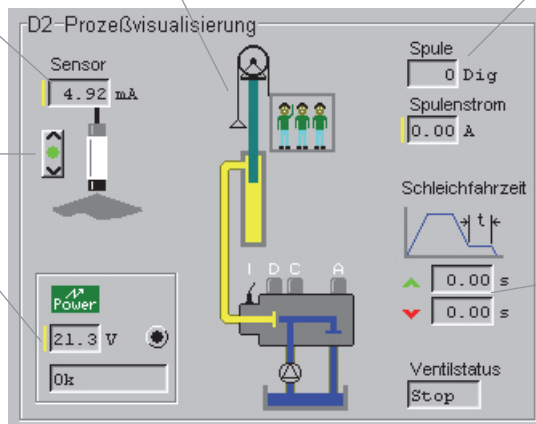 D2-Prozeßvisualisierung
Sensor
4.92 mA
Spule
0 Dig
Spulenstrom
0.00 A
Schleichfahrzeit
t
0.00 s
0.00 s
I D C A
Power
21.3 V
Ok
Ventilstatus
Stop